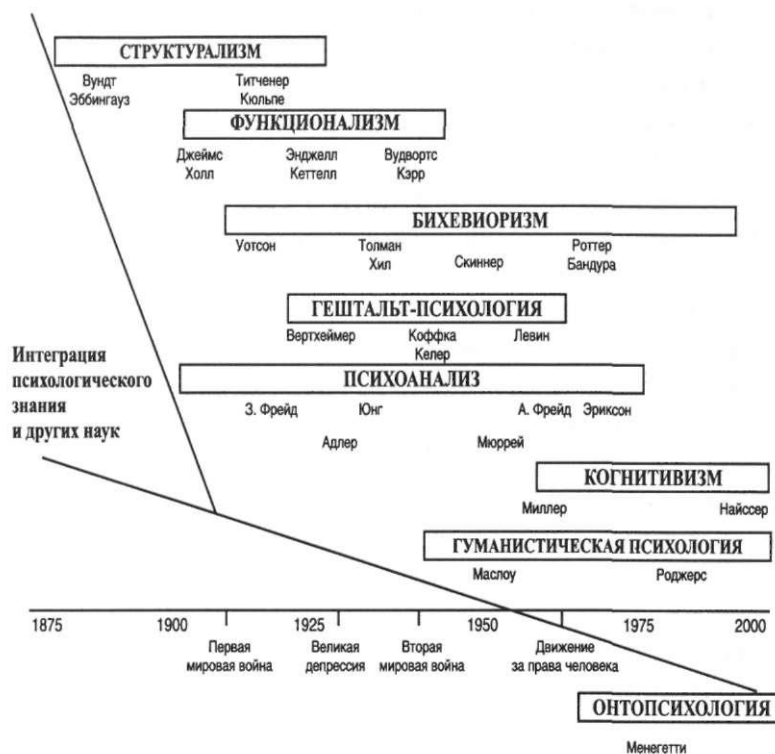 СТРУКТУРАЛИЗМ
Вундт Титченер
Эббингауз Кюльпе
ФУНКЦИОНАЛИЗМ
Джеймс Энджелл Вудвортс
Холл Кеттелл Кэрр
БИХЕВИОРИЗМ
Уотсон Толман Роттер
Хил Скиннер Бандура
ГЕШТАЛЬТ-ПСИХОЛОГИЯ
Вертхеймер Коффка Левин
Келер
Интеграция
психологического
знания
и других наук
ПСИХОАНАЛИЗ
З. Фрейд Юнг А. Фрейд Эриксон
Адлер Мюррей
КОГНИТИВИЗМ
Миллер Найссер
ГУМАНИСТИЧЕСКАЯ ПСИХОЛОГИЯ
Маслоу Роджерс
1875 1900 1925 1950 1975 2000
Первая Великая Вторая Движение
мировая война депрессия мировая война за права человека
ОНТОПСИХОЛОГИЯ
Менегетти